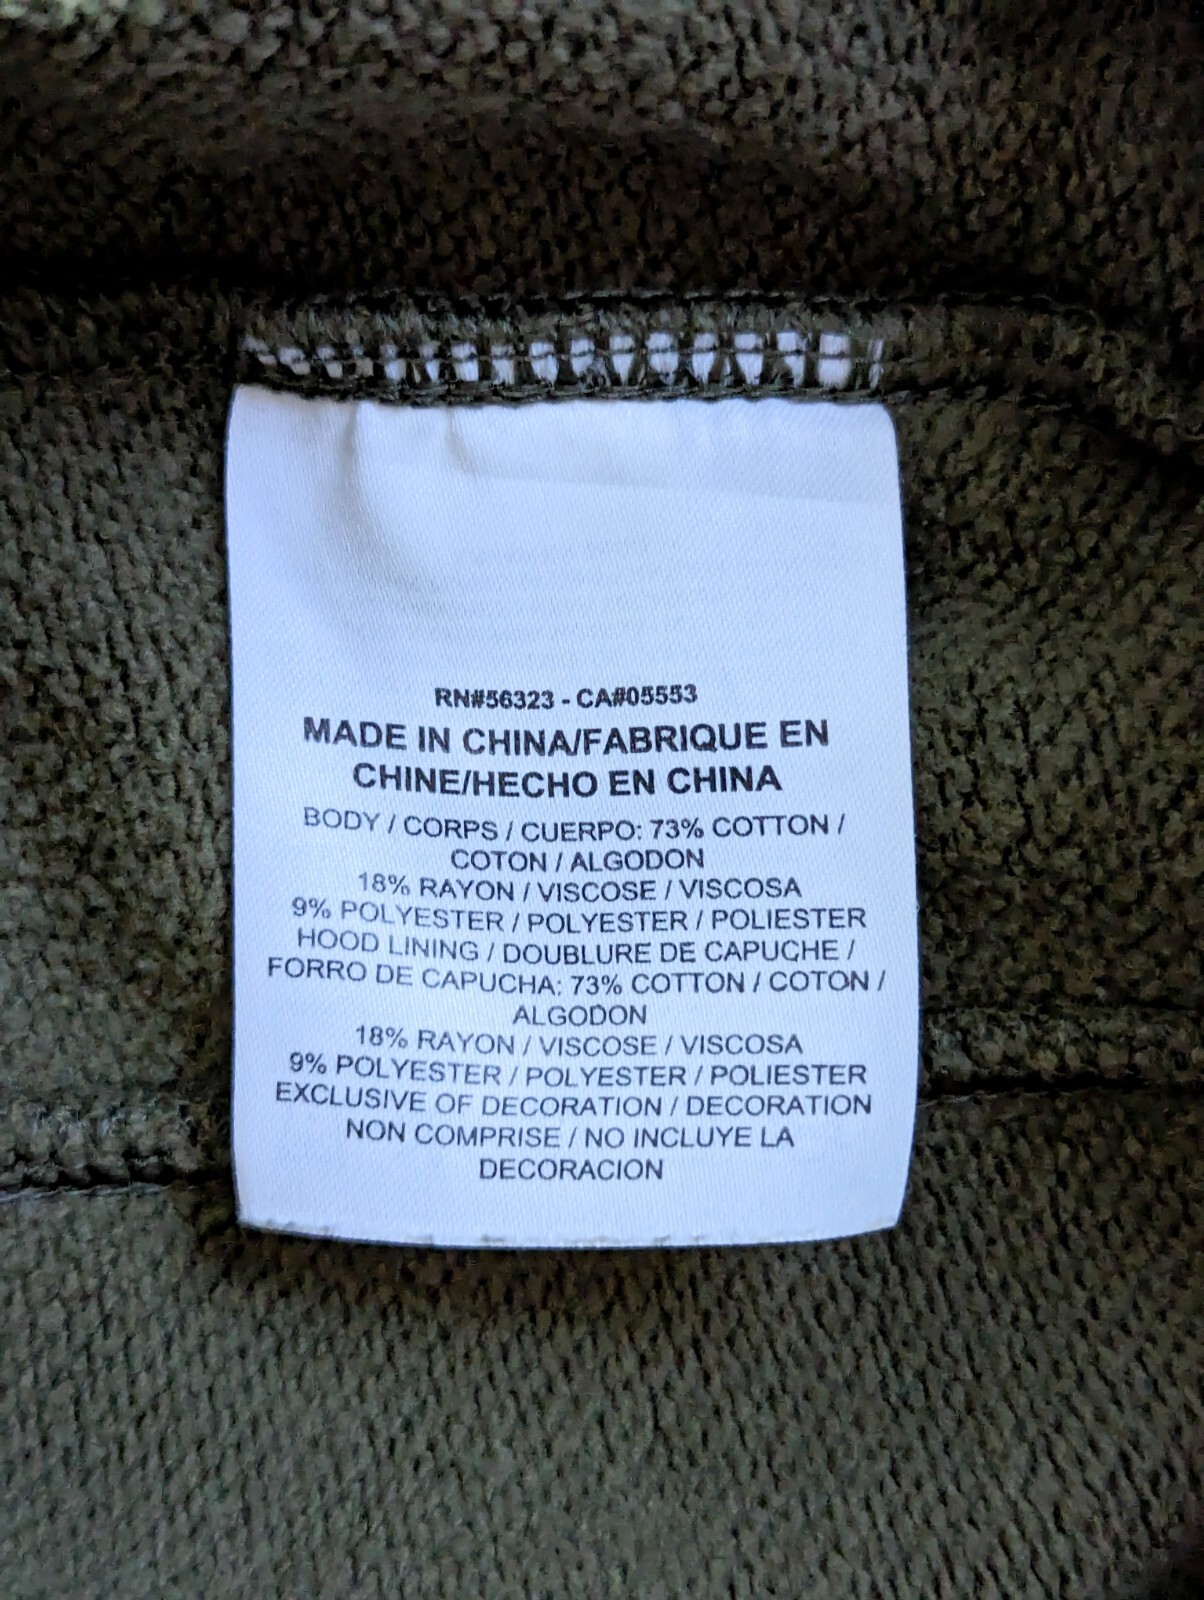 RN#56323 - CA#05553
MADE IN CHINA/FABRIQUE EN
CHINE/HECHO EN CHINA
BODY / CORPS / CUERPO: 73% COTTON /
COTON / ALGODON
18% RAYON / VISCOSE / VISCOSA
9% POLYESTER / POLYESTER / POLIESTER
HOOD LINING / DOUBLURE DE CAPUCHE /
FORRO DE CAPUCHA: 73% COTTON / COTON /
ALGODON
18% RAYON / VISCOSE / VISCOSA
9% POLYESTER / POLYESTER / POLIESTER
EXCLUSIVE OF DECORATION / DECORATION
NON COMPRISE / NO INCLUYE LA
DECORACION